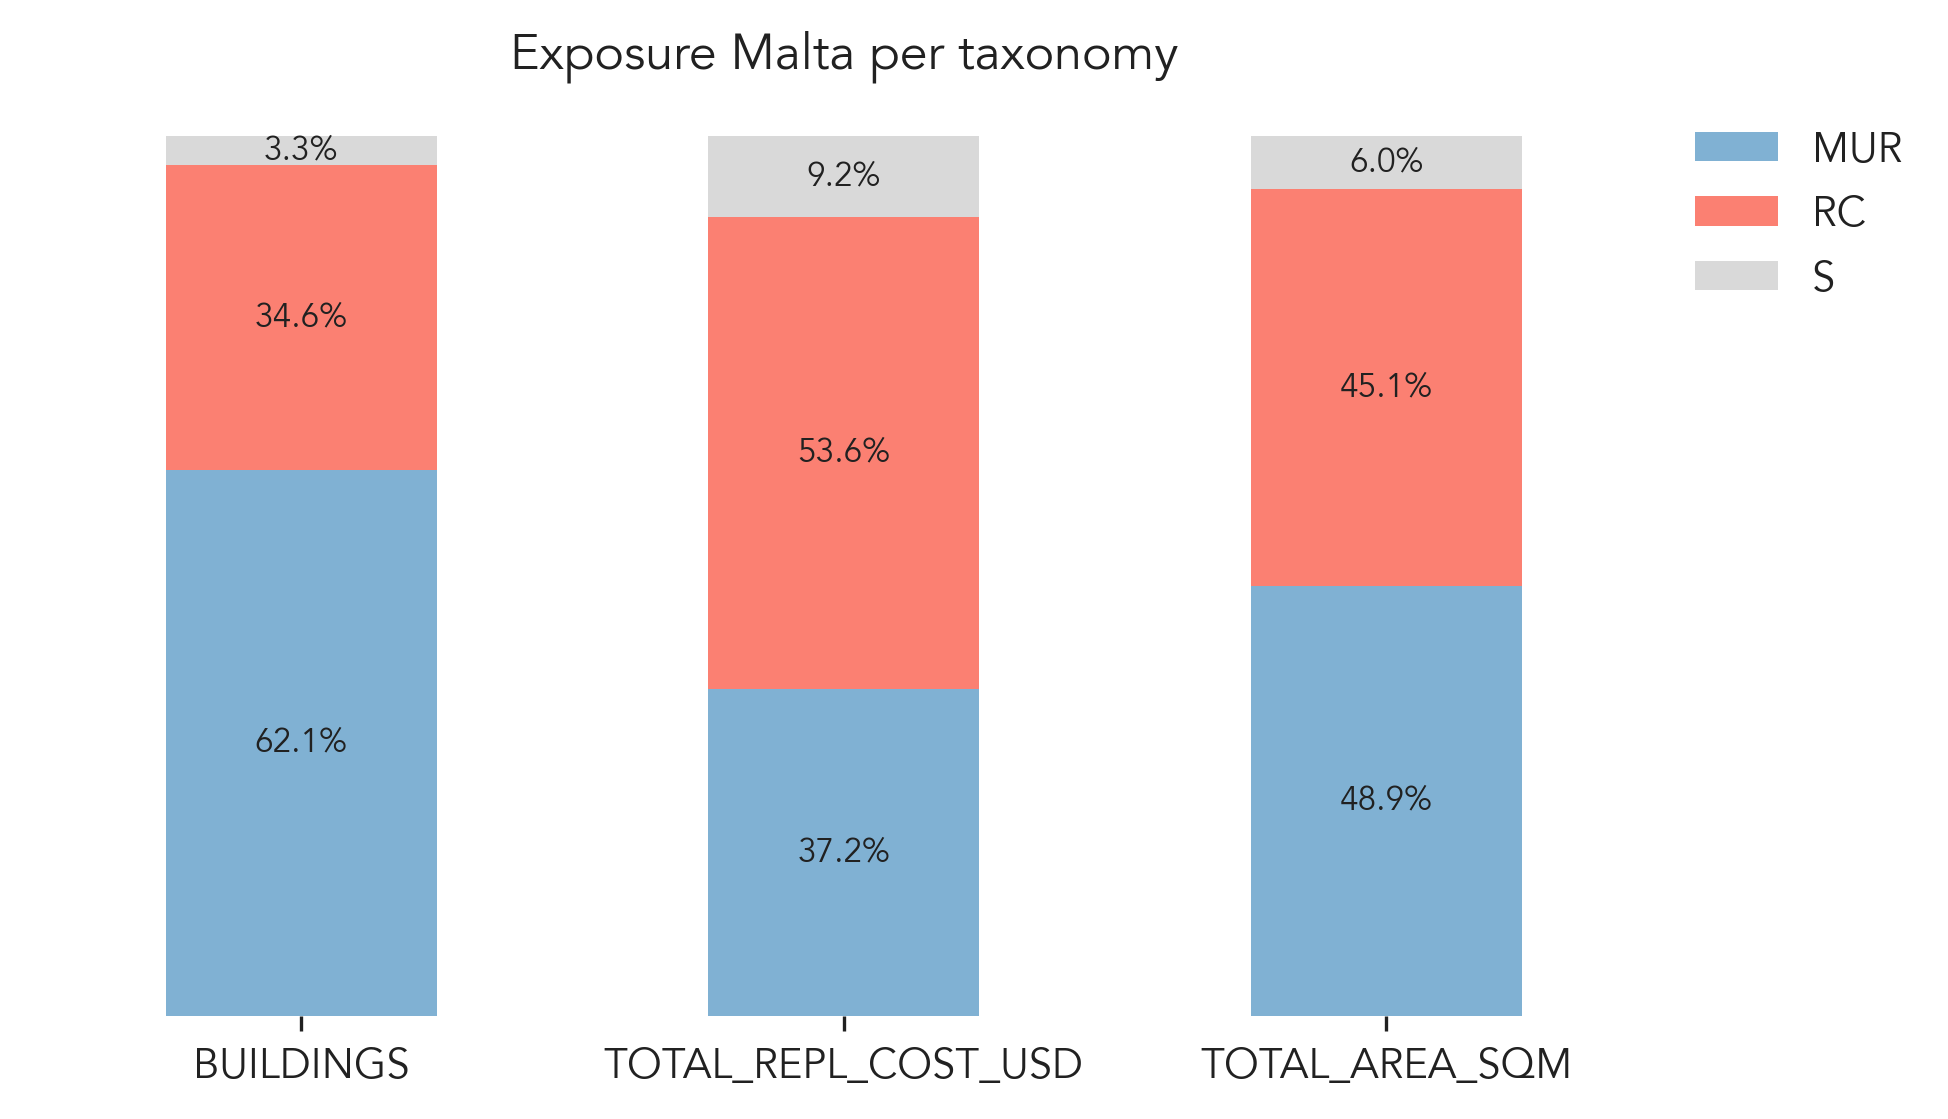 Exposure Malta per taxonomy
3.3%
9.2%
6.0%
34.6%
53.6%
45.1%
62.1%
37.2%
48.9%
BUILDINGS
TOTAL_REPL_COST_USD
TOTAL_AREA_SQM
MUR
RC
S